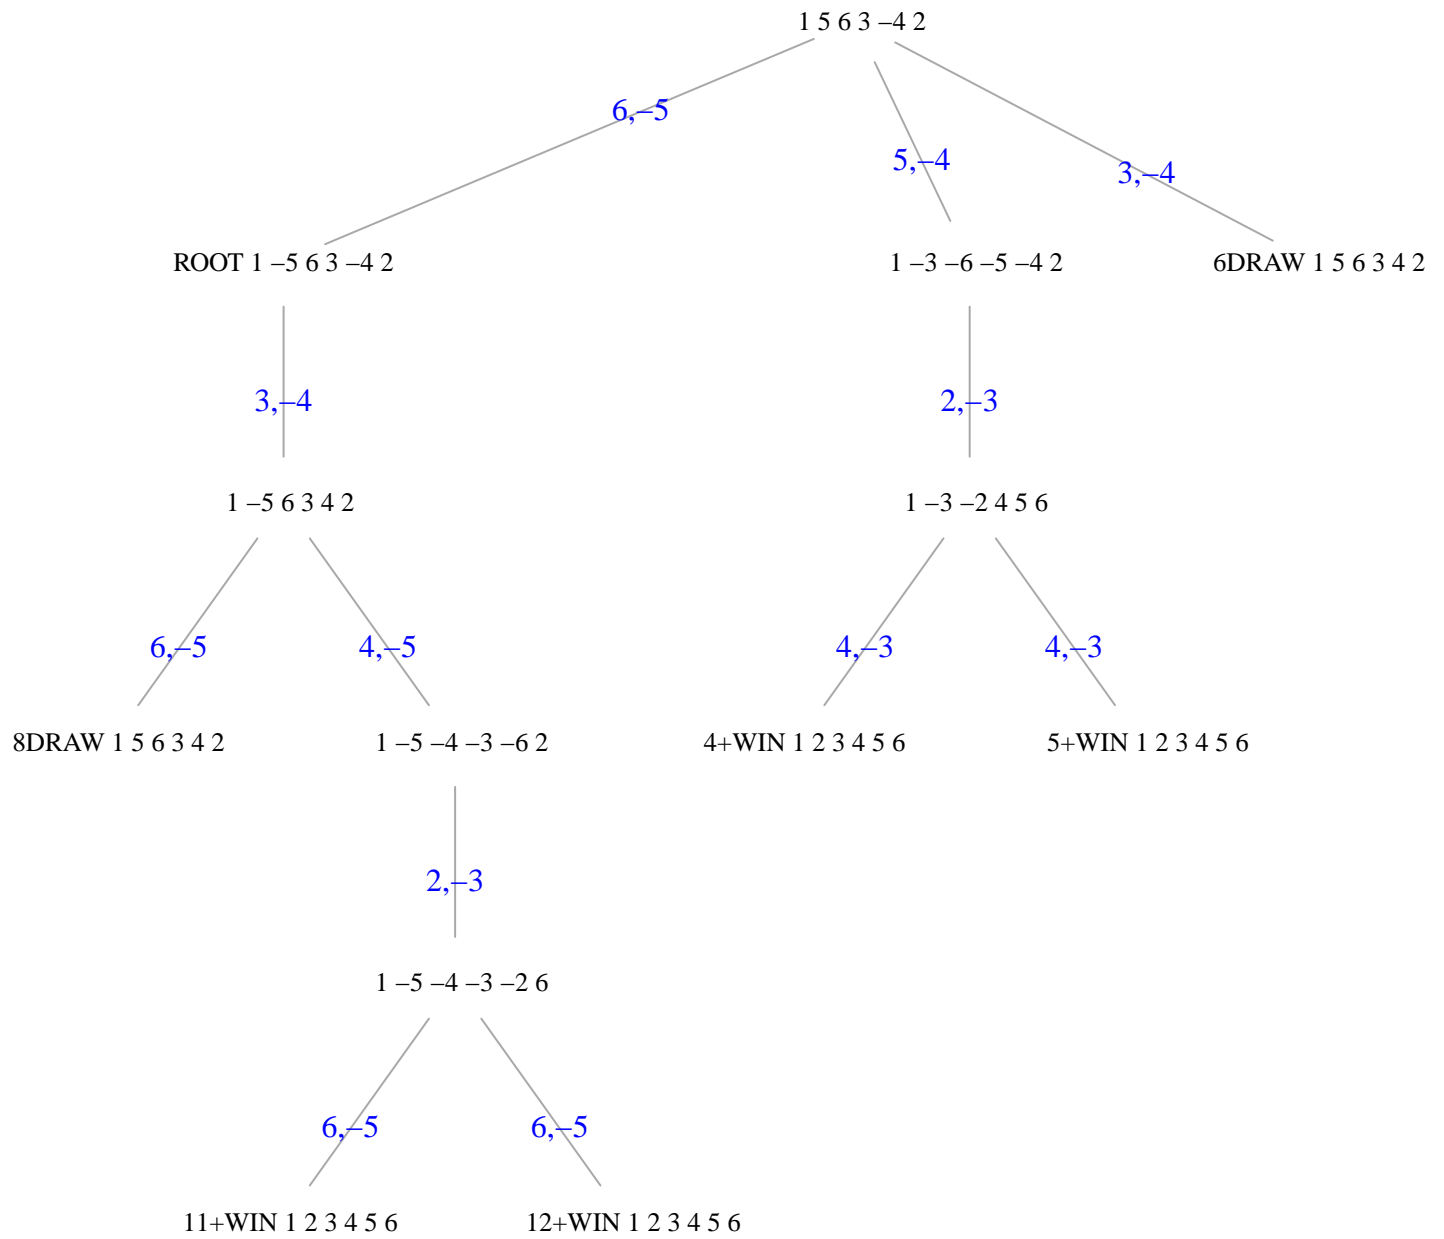 1 5 6 3 –4 2
6,–5
5,–4
3,–4
ROOT 1 –5 6 3 –4 2
1 –3 –6 –5 –4 2
6DRAW 1 5 6 3 4 2
3,–4
2,–3
1 –5 6 3 4 2
1 –3 –2 4 5 6
6,–5
4,–5
4,–3
4,–3
8DRAW 1 5 6 3 4 2
1 –5 –4 –3 –6 2
4+WIN 1 2 3 4 5 6
5+WIN 1 2 3 4 5 6
2,–3
1 –5 –4 –3 –2 6
6,–5
6,–5
11+WIN 1 2 3 4 5 6
12+WIN 1 2 3 4 5 6